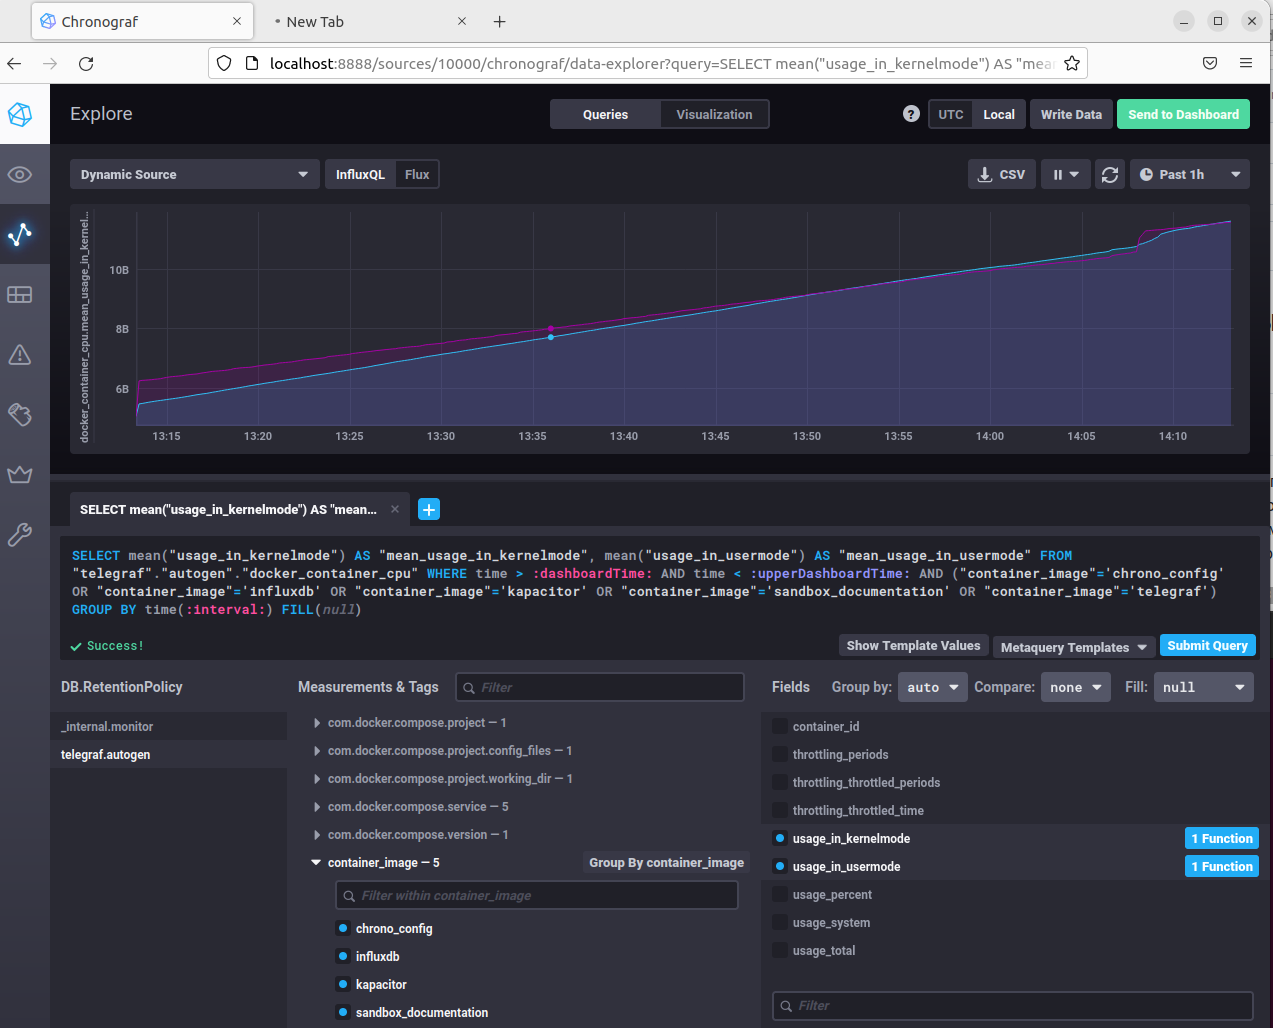 Chronograf
New Tab
localhost:8888/sources/10000/chronograf/data-explorer?query=SELECT mean("usage_in_kernelmode") AS "mean
Explore
Queries
Visualization
?
UTC
Local
Write Data
Send to Dashboard
Dynamic Source
InfluxQL
Flux
CSV
Past 1h
docker_container_cpu.mean_usage_in_kernel...
10B
8B
6B
13:15
13:20
13:25
13:30
13:35
13:40
13:45
13:50
13:55
14:00
14:05
14:10
SELECT mean("usage_in_kernelmode") AS "mean...
SELECT mean("usage_in_kernelmode") AS "mean_usage_in_kernelmode", mean("usage_in_usermode") AS "mean_usage_in_usermode" FROM
"telegraf"."autogen"."docker_container_cpu" WHERE time > :dashboardTime: AND time < :upperDashboardTime: AND ("container_image"='chrono_config'
OR "container_image"='influxdb' OR "container_image"='kapacitor' OR "container_image"='sandbox_documentation' OR "container_image"='telegraf')
GROUP BY time(:interval:) FILL(null)
Success!
Show Template Values
Metaquery Templates
Submit Query
DB.RetentionPolicy
_internal.monitor
telegraf.autogen
Measurements & Tags
Filter
com.docker.compose.project — 1
com.docker.compose.project.config_files — 1
com.docker.compose.project.working_dir — 1
com.docker.compose.service — 5
com.docker.compose.version — 1
container_image — 5
Group By container_image
Filter within container_image
chrono_config
influxdb
kapacitor
sandbox_documentation
Fields
Group by:
auto
Compare:
none
Fill:
null
container_id
throttling_periods
throttling_throttled_periods
throttling_throttled_time
usage_in_kernelmode
1 Function
usage_in_usermode
1 Function
usage_percent
usage_system
usage_total
Filter